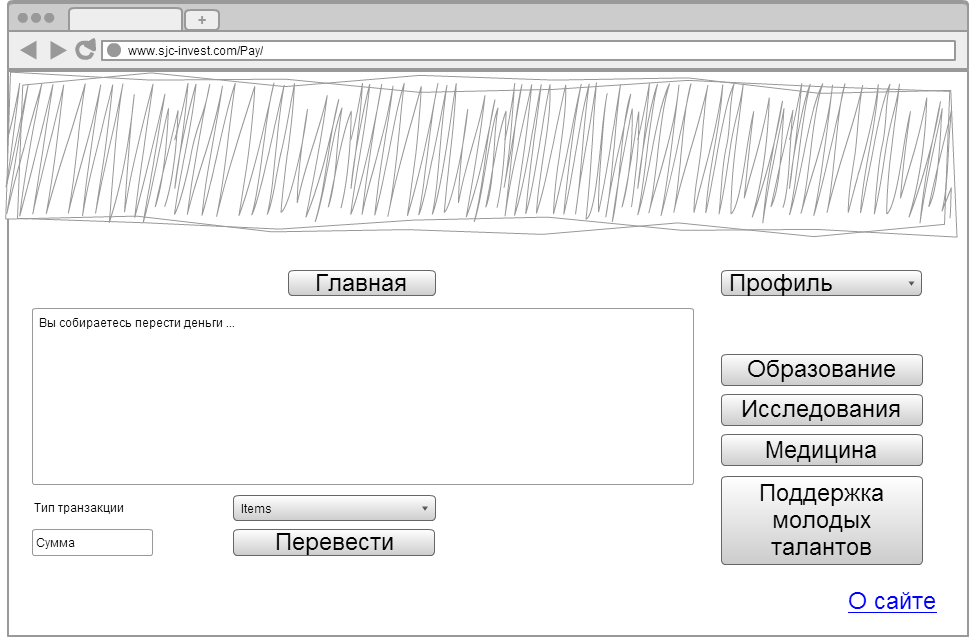 +
www.sjc-invest.com/Pay/
Главная
Профиль
Вы собираетесь перести деньги ...
Образование
Исследования
Медицина
Поддержка
молодых
талантов
Тип транзакции
Items
Сумма
Перевести
О сайте